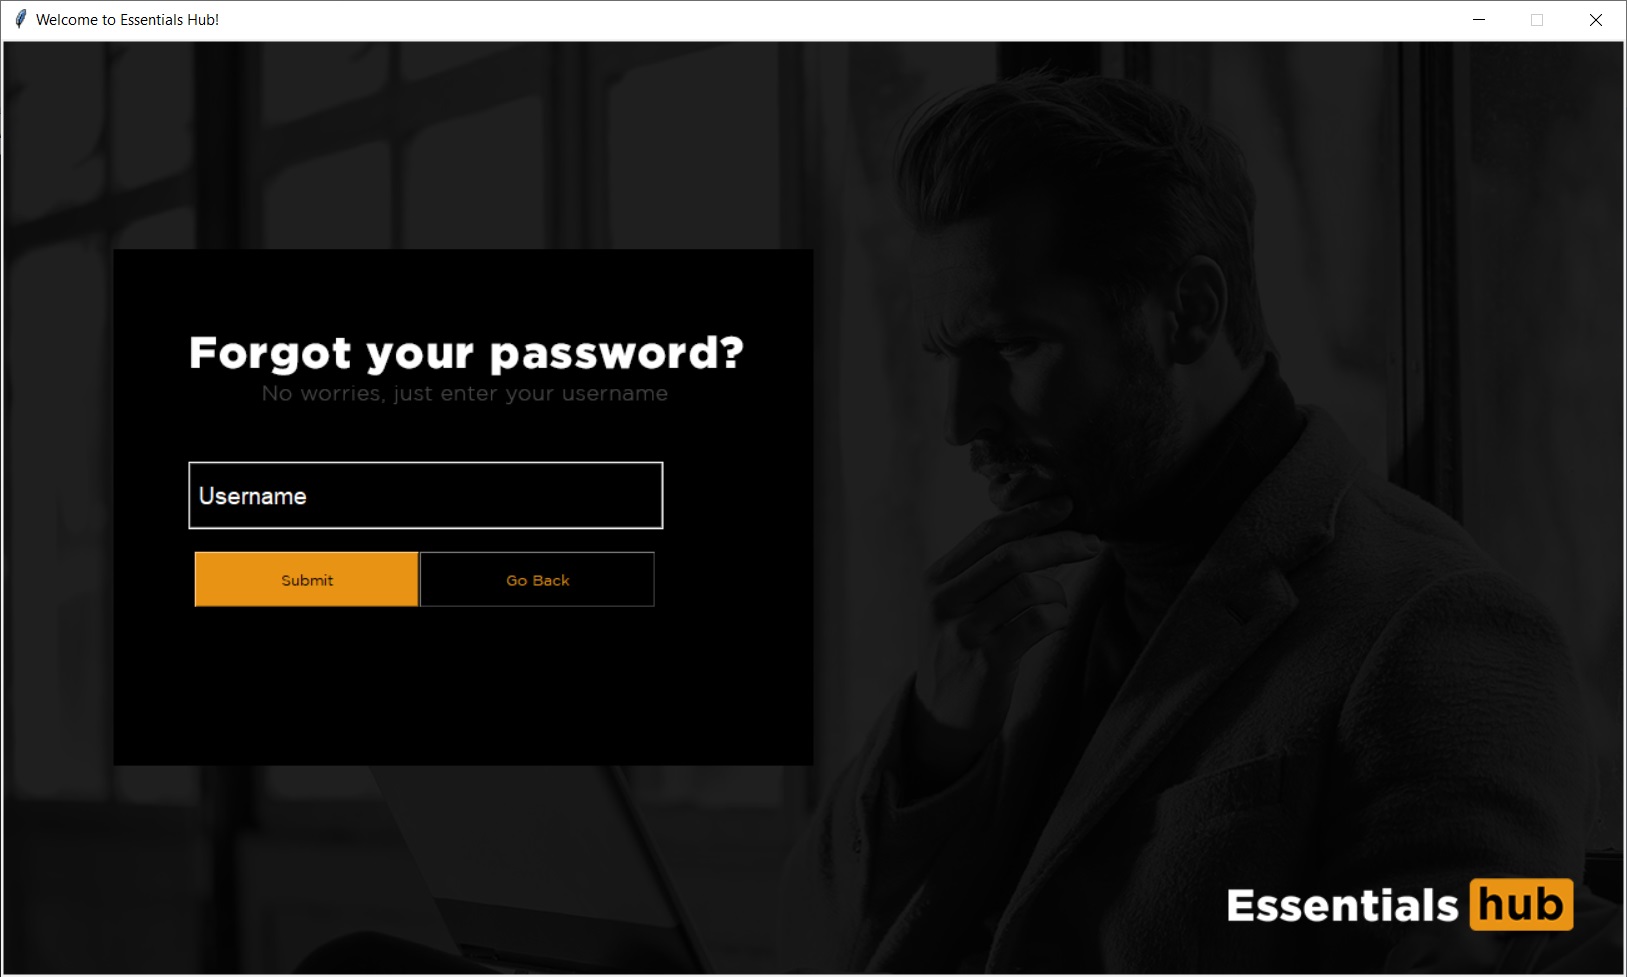 Welcome to Essentials Hub!
Forgot your password?
No worries, just enter your username
Username
Submit
Go Back
Essentials hub